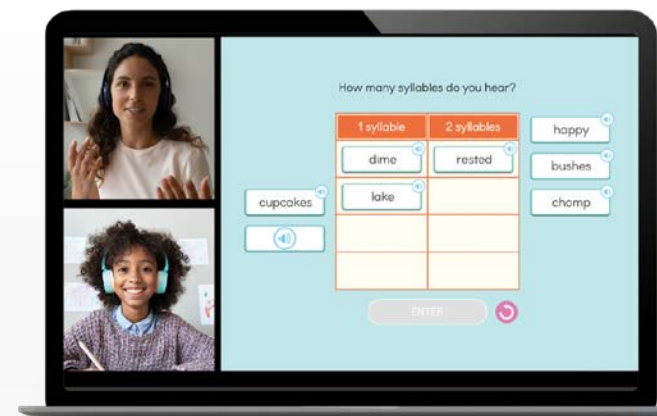 How many syllables do you hear?
1 syllable 2 syllables
happy
dime rested
bushes
cupcakes lake
chomp
ENTER